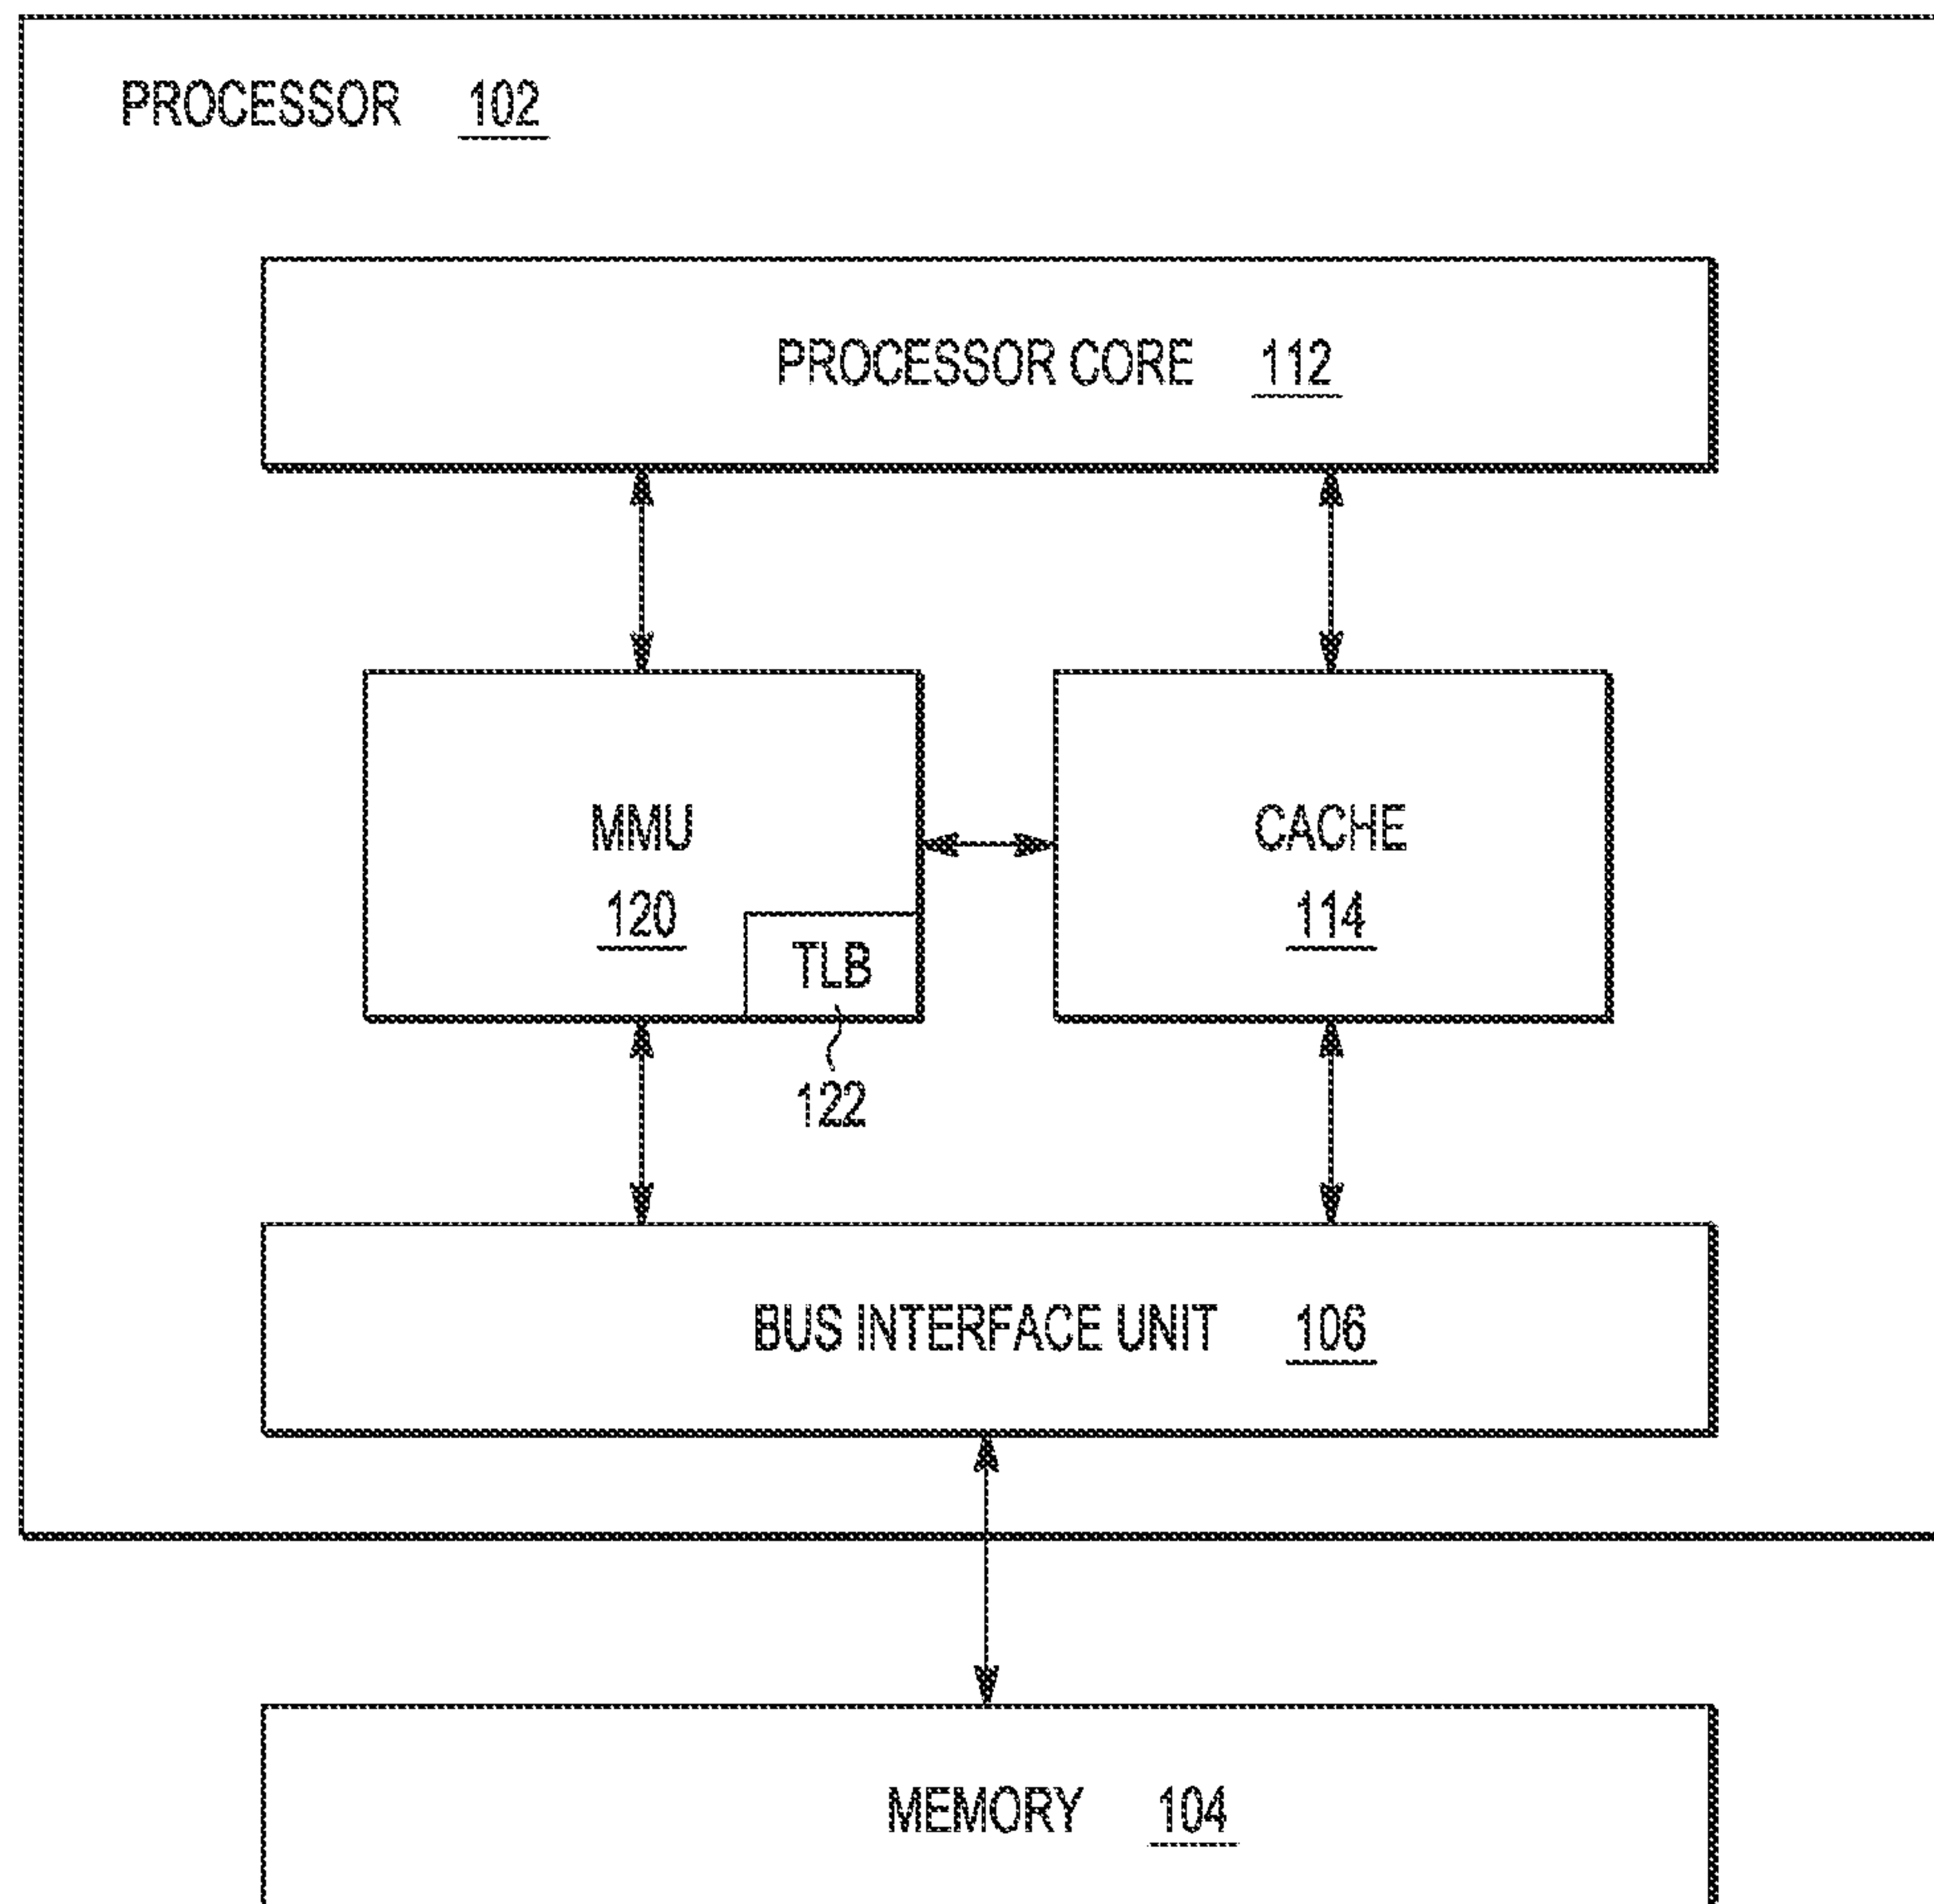 PROCESSOR 102
PROCESSOR CORE 112
MMU
120
TLB
122
CACHE
114
BUS INTERFACE UNIT 106
MEMORY 104